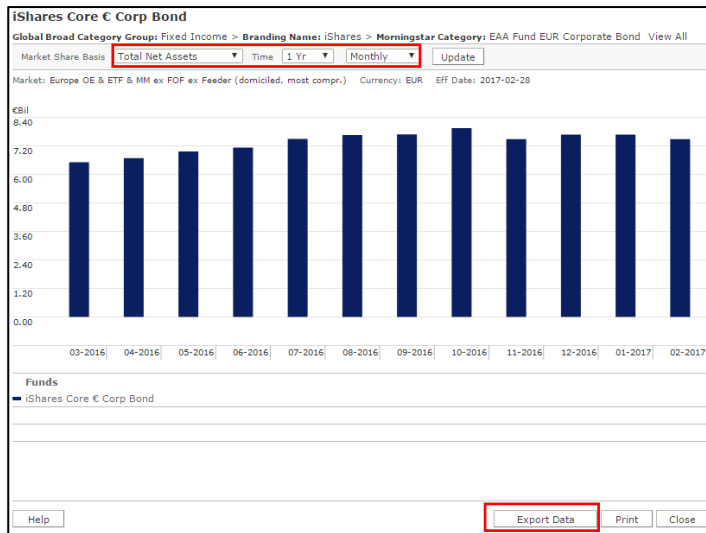 iShares Core € Corp Bond
Global Broad Category Group: Fixed Income > Branding Name: iShares > Morningstar Category: EAA Fund EUR Corporate Bond View All
Market Share Basis Total Net Assets Time 1 Yr Monthly Update
Market: Europe OE & ETF & MM ex FOF ex Feeder (domiciled, most compr.) Currency: EUR Eff Date: 2017-02-28
€Bil
8.40
7.20
6.00
4.80
3.60
2.40
1.20
0.00
03-2016 04-2016 05-2016 06-2016 07-2016 08-2016 09-2016 10-2016 11-2016 12-2016 01-2017 02-2017
Funds
iShares Core € Corp Bond
Help Export Data Print Close